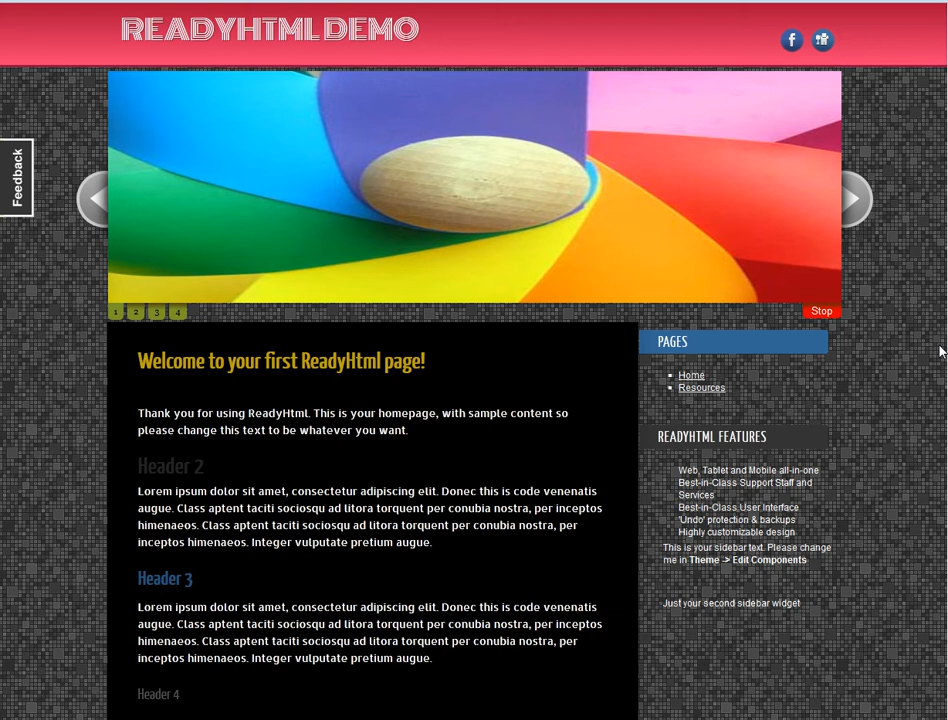 READYHTML DEMO
f
Feedback
1 2 3 4
Stop
Welcome to your first ReadyHtml page!
Thank you for using ReadyHtml. This is your homepage, with sample content so
please change this text to be whatever you want.
Header 2
Lorem ipsum dolor sit amet, consectetur adipiscing elit. Donec this is code venenatis
augue. Class aptent taciti sociosqu ad litora torquent per conubia nostra, per
inceptos himenaeos. Class aptent taciti sociosqu ad litora torquent per conubia nostra, per
inceptos himenaeos. Integer vulputate pretium augue.
Header 3
Lorem ipsum dolor sit amet, consectetur adipiscing elit. Donec this is code venenatis
augue. Class aptent taciti sociosqu ad litora torquent per conubia nostra, per
inceptos himenaeos. Class aptent taciti sociosqu ad litora torquent per conubia nostra, per
inceptos himenaeos. Integer vulputate pretium augue.
Header 4
PAGES
Home
Resources
READYHTML FEATURES
Web, Tablet and Mobile all-in-one
Best-in-Class Support Staff and
Services
Best-in-Class User Interface
'Undo' protection & backups
Highly customizable design
This is your sidebar text. Please change
me in Theme -> Edit Components
Just your second sidebar widget